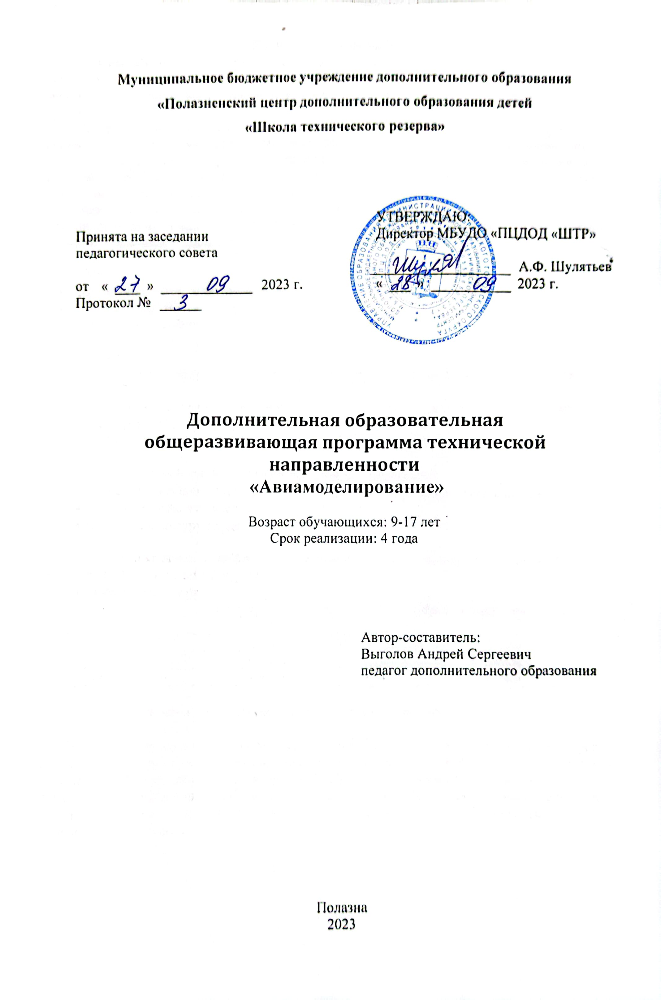 Муниципальное бюджетное учреждение дополнительного образования
«Полазненский центр дополнительного образования детей
«Школа технического резерва»
Принята на заседании
педагогического совета
от « 27 » 09 2023 г.
Протокол № 3
УТВЕРЖДАЮ:
Директор МБУДО «ПЦДОД «ШТР»
А.Ф. Шулятьев
« 28 » 09 2023 г.
Дополнительная образовательная
общеразвивающая программа технической
направленности
«Авиамоделирование»
Возраст обучающихся: 9-17 лет
Срок реализации: 4 года
Автор-составитель:
Выголов Андрей Сергеевич
педагог дополнительного образования
Полазна
2023